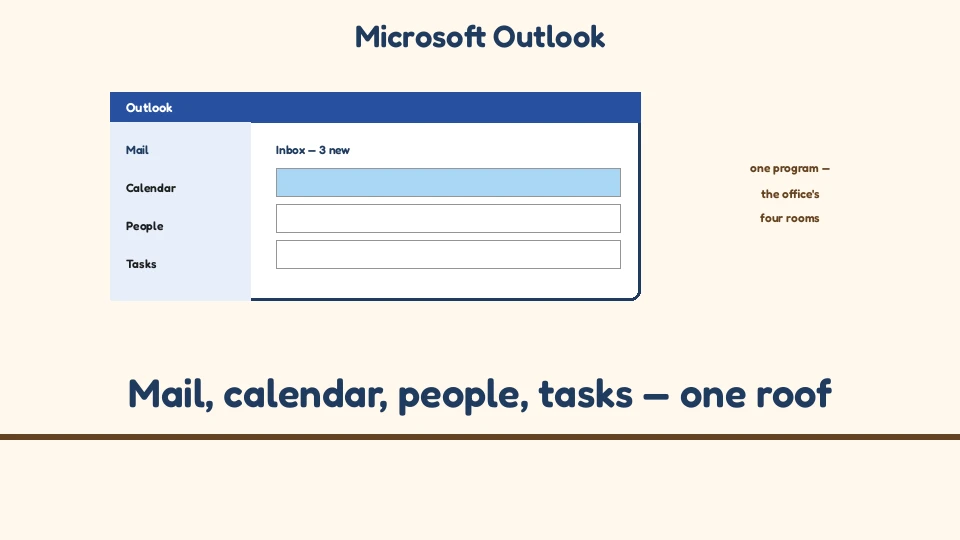 Microsoft Outlook
Outlook
Mail
Calendar
People
Tasks
Inbox — 3 new
one program —
the office's
four rooms
Mail, calendar, people, tasks — one roof